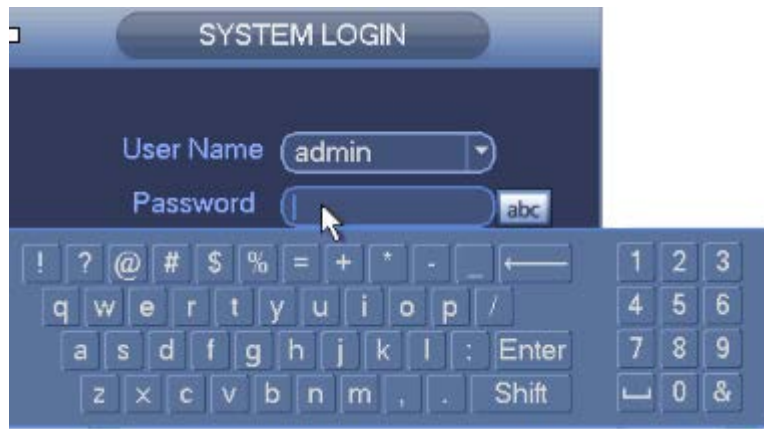 SYSTEM LOGIN
User Name admin
Password abc
! ? @ # $ % = + * - _ 1 2 3
q w e r t y u i o p / 4 5 6
a s d f g h j k l : Enter 7 8 9
z x c v b n m , . Shift 0 &